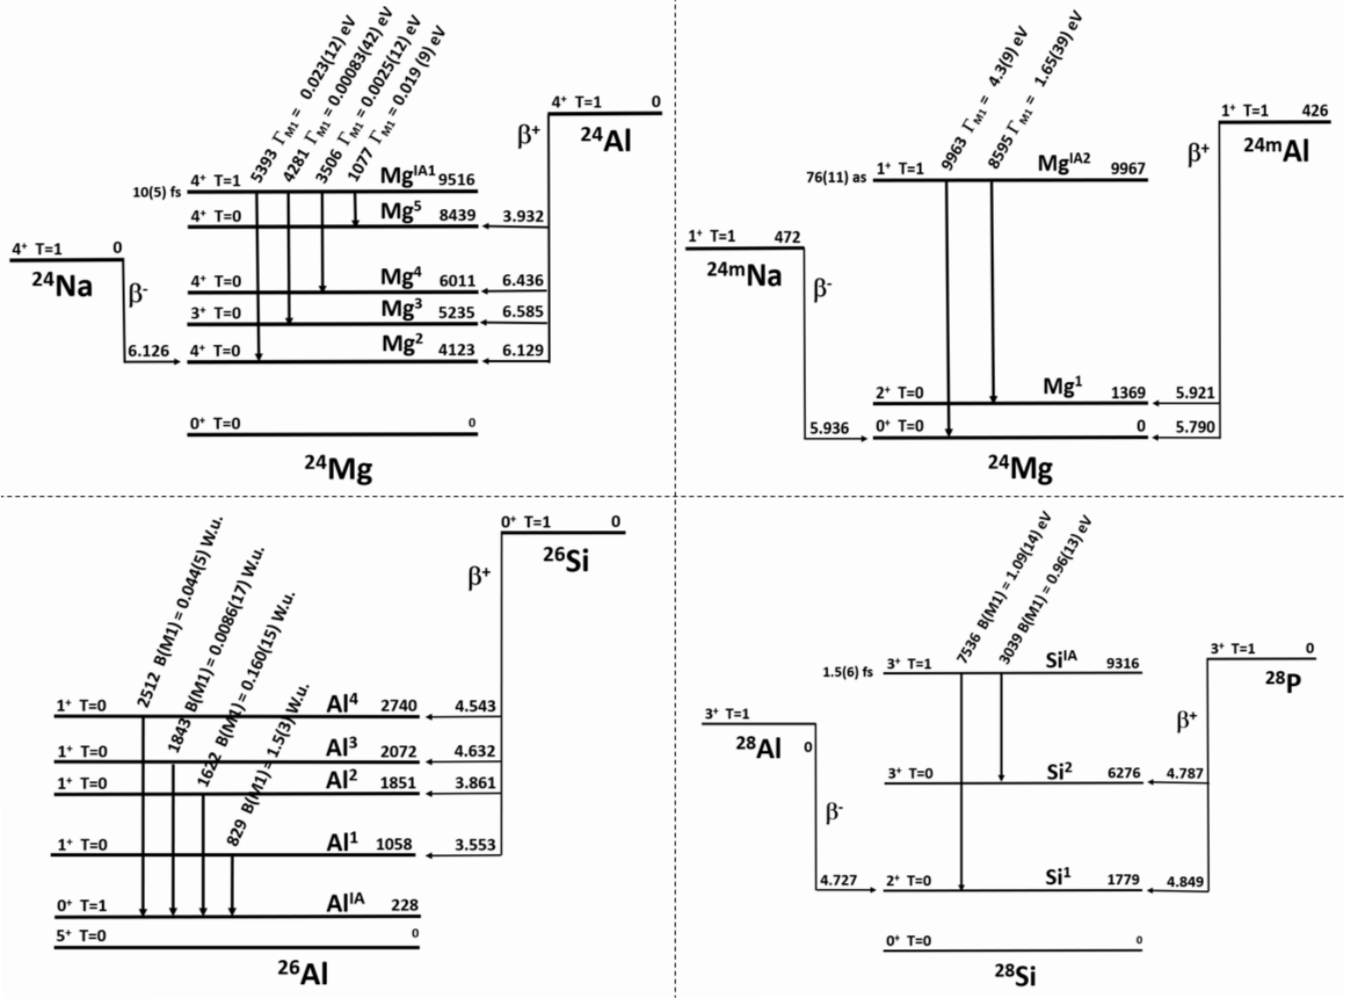 5393 ΓM1 = 0.023(12) eV
4281 ΓM1 = 0.00083(42) eV
3506 ΓM1 = 0.0025(12) eV
1077 ΓM1 = 0.019 (9) eV
4⁺ T=1 0
²⁴Al
β⁺
10(5) fs
4⁺ T=1 Mg^IA1 9516
4⁺ T=0 Mg⁵ 8439 3.932
4⁺ T=1 0
²⁴Na
β⁻
4⁺ T=0 Mg⁴ 6011 6.436
3⁺ T=0 Mg³ 5235 6.585
6.126 4⁺ T=0 Mg² 4123 6.129
0⁺ T=0 0
²⁴Mg
9963 ΓM1 = 4.3(9) eV
8595 ΓM1 = 1.65(39) eV
1⁺ T=1 426
²⁴ᵐAl
β⁺
76(11) as
1⁺ T=1 Mg^IA2 9967
1⁺ T=1 472
²⁴ᵐNa
β⁻
2⁺ T=0 Mg¹ 1369 5.921
5.936 0⁺ T=0 0 5.790
²⁴Mg
2512 B(M1) = 0.044(5) W.u.
1843 B(M1) = 0.0086(17) W.u.
1622 B(M1) = 0.160(15) W.u.
829 B(M1) = 1.5(3) W.u.
0⁺ T=1 0
²⁶Si
β⁺
1⁺ T=0 Al⁴ 2740 4.543
1⁺ T=0 Al³ 2072 4.632
1⁺ T=0 Al² 1851 3.861
1⁺ T=0 Al¹ 1058 3.553
0⁺ T=1 Al^IA 228
5⁺ T=0 0
²⁶Al
7536 B(M1) = 1.09(14) eV
3039 B(M1) = 0.96(13) eV
3⁺ T=1 0
²⁸P
β⁺
1.5(6) fs
3⁺ T=1 Si^IA 9316
3⁺ T=1
²⁸Al 0
β⁻
3⁺ T=0 Si² 6276 4.787
4.727 2⁺ T=0 Si¹ 1779 4.849
0⁺ T=0 0
²⁸Si